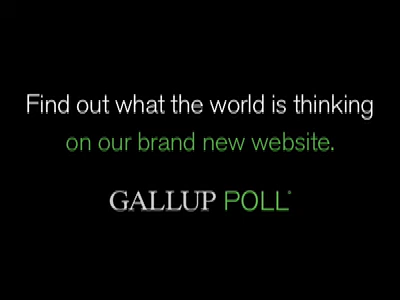 Find out what the world is thinking
on our brand new website.
GALLUP POLL®